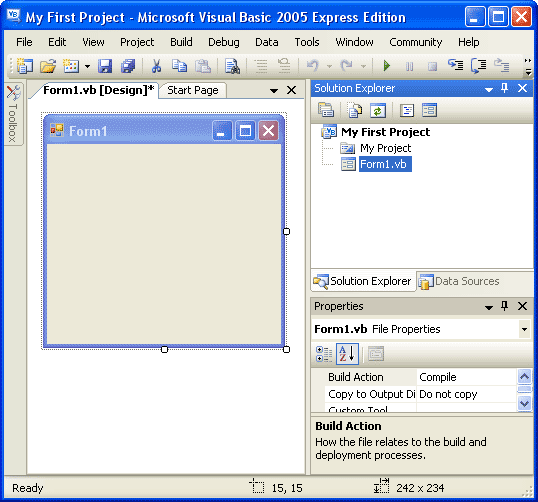 My First Project - Microsoft Visual Basic 2005 Express Edition
File Edit View Project Build Debug Data Tools Window Community Help
Toolbox
Form1.vb [Design]* Start Page
Form1
Solution Explorer
My First Project
My Project
Form1.vb
Solution Explorer Data Sources
Properties
Form1.vb File Properties
Build Action Compile
Copy to Output Di Do not copy
Custom Tool
Build Action
How the file relates to the build and
deployment processes.
Ready 15, 15 242 x 234